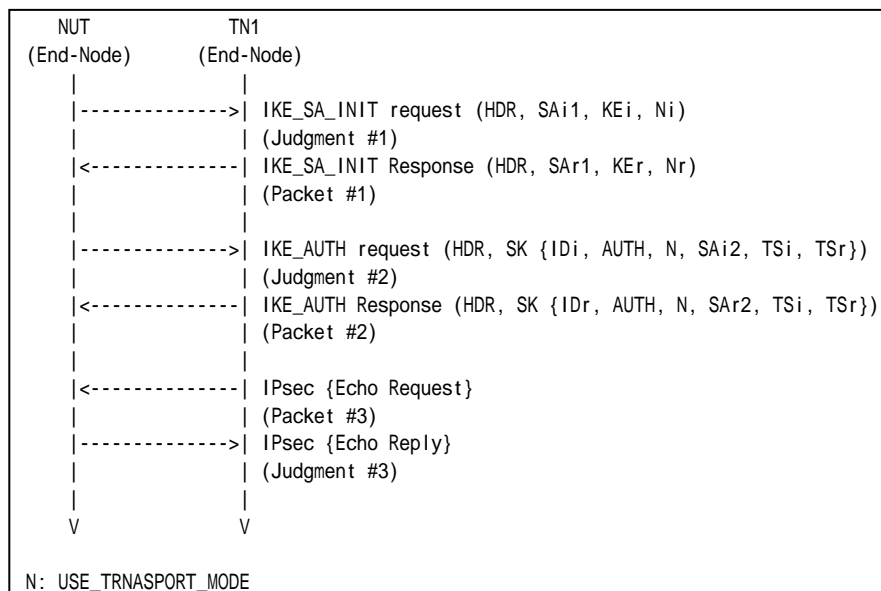 NUT TN1
(End-Node) (End-Node)
| |
|-------------->| IKE_SA_INIT request (HDR, SAi1, KEi, Ni)
| | (Judgment #1)
|<--------------| IKE_SA_INIT Response (HDR, SAr1, KEr, Nr)
| | (Packet #1)
| |
|-------------->| IKE_AUTH request (HDR, SK {IDi, AUTH, N, SAi2, TSi, TSr})
| | (Judgment #2)
|<--------------| IKE_AUTH Response (HDR, SK {IDr, AUTH, N, SAr2, TSi, TSr})
| | (Packet #2)
| |
|<--------------| IPsec {Echo Request}
| | (Packet #3)
|-------------->| IPsec {Echo Reply}
| | (Judgment #3)
| |
V V
N: USE_TRNASPORT_MODE